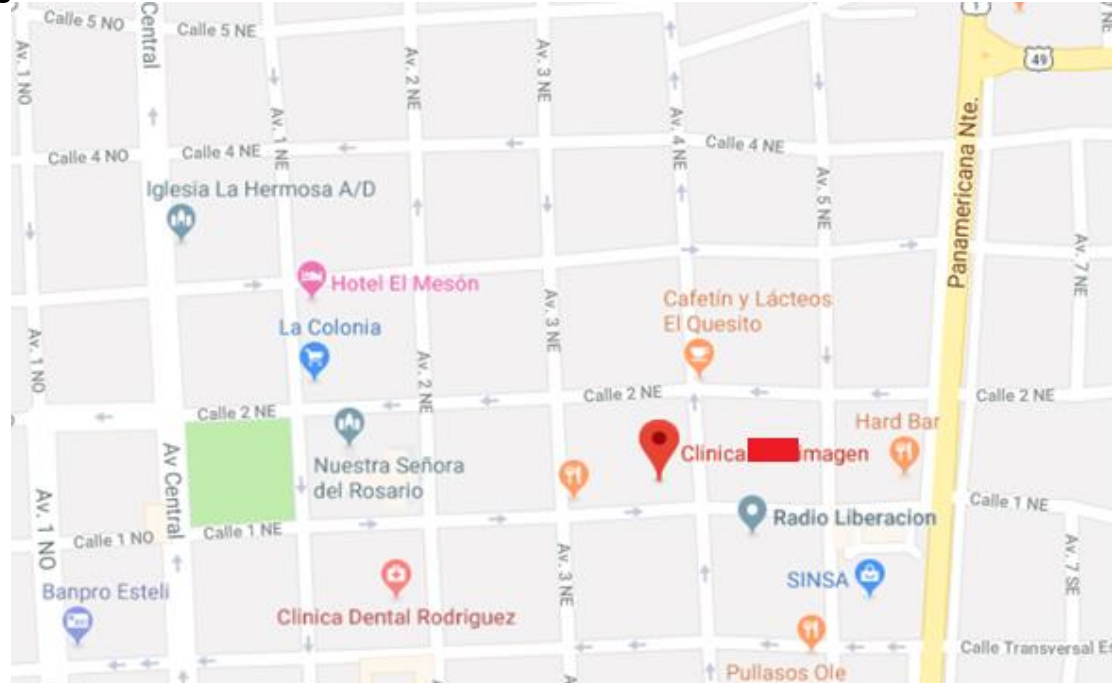 Calle 5 NO
Central
Calle 5 NE
Av. 1 NO
Av. 1 NE
Av. 2 NE
Av. 3 NE
Av. 4 NE
49
Panamericana Nte.
Calle 4 NO
Calle 4 NE
Calle 4 NE
Iglesia La Hermosa A/D
Av. 5 NE
Av. 7 NE
Hotel El Mesón
Cafetín y Lácteos
El Quesito
La Colonia
Av. 3 NE
Av. 1 NO
Av. 2 NE
Calle 2 NE
Calle 2 NE
Calle 2 NE
Hard Bar
Nuestra Señora
del Rosario
Clinica
imagen
Av Central
Av. 1 NO
Calle 1 NO
Calle 1 NE
Calle 1 NE
Radio Liberacion
Av. 3 NE
Av. 7 SE
SINSA
Banpro Esteli
Clinica Dental Rodriguez
Calle Transversal Es
Pullasos Ole